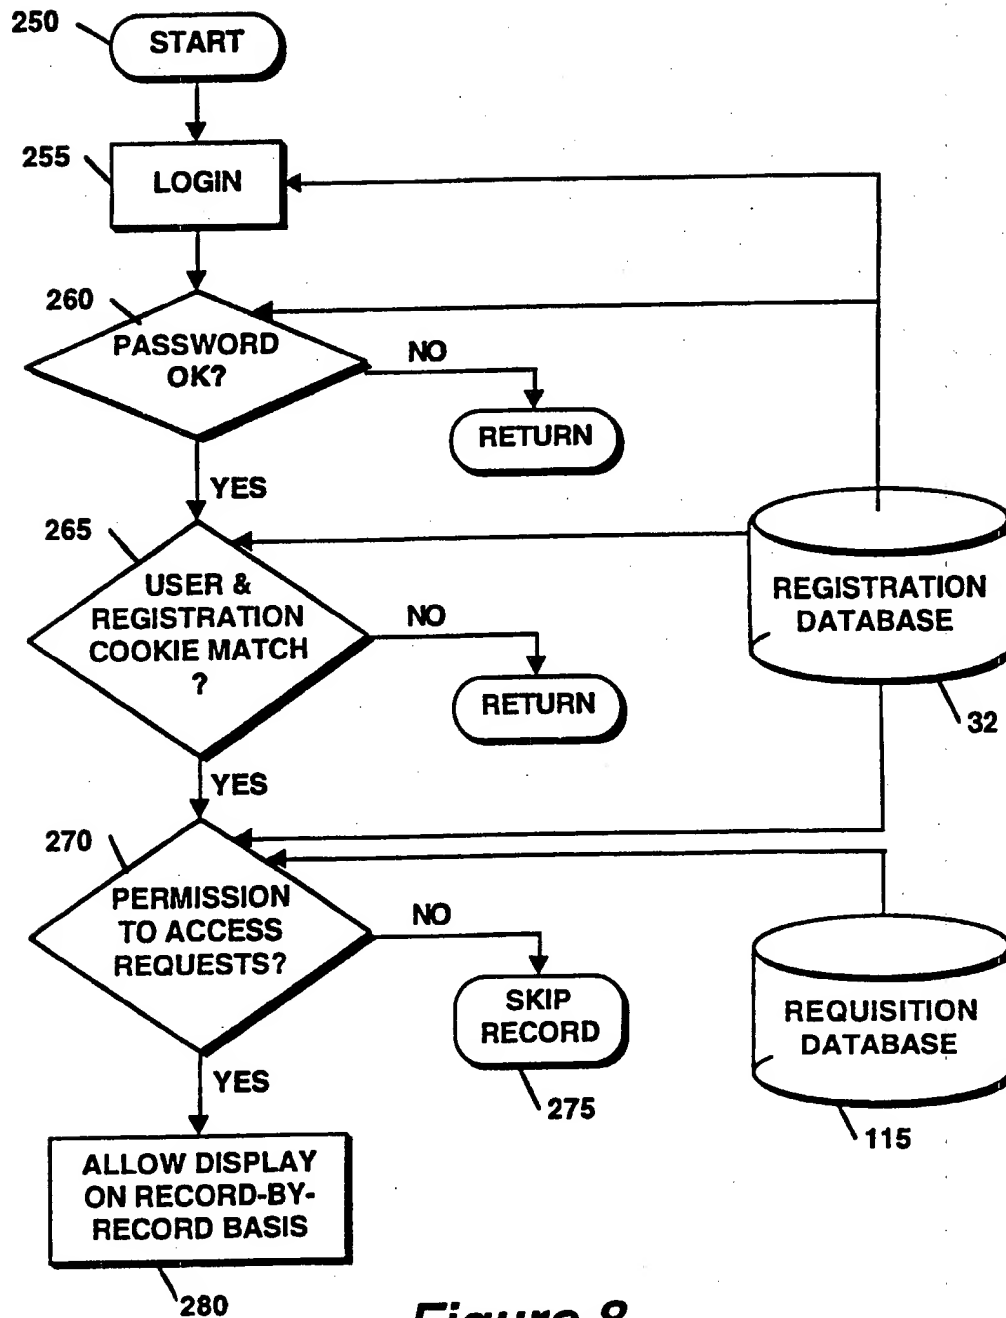 250
START
255
LOGIN
260
PASSWORD
OK?
NO
RETURN
YES
265
USER &
REGISTRATION
COOKIE MATCH
?
NO
RETURN
REGISTRATION
DATABASE
32
YES
270
PERMISSION
TO ACCESS
REQUESTS?
NO
SKIP
RECORD
275
REQUISITION
DATABASE
115
YES
ALLOW DISPLAY
ON RECORD-BY-
RECORD BASIS
280
Figure 8